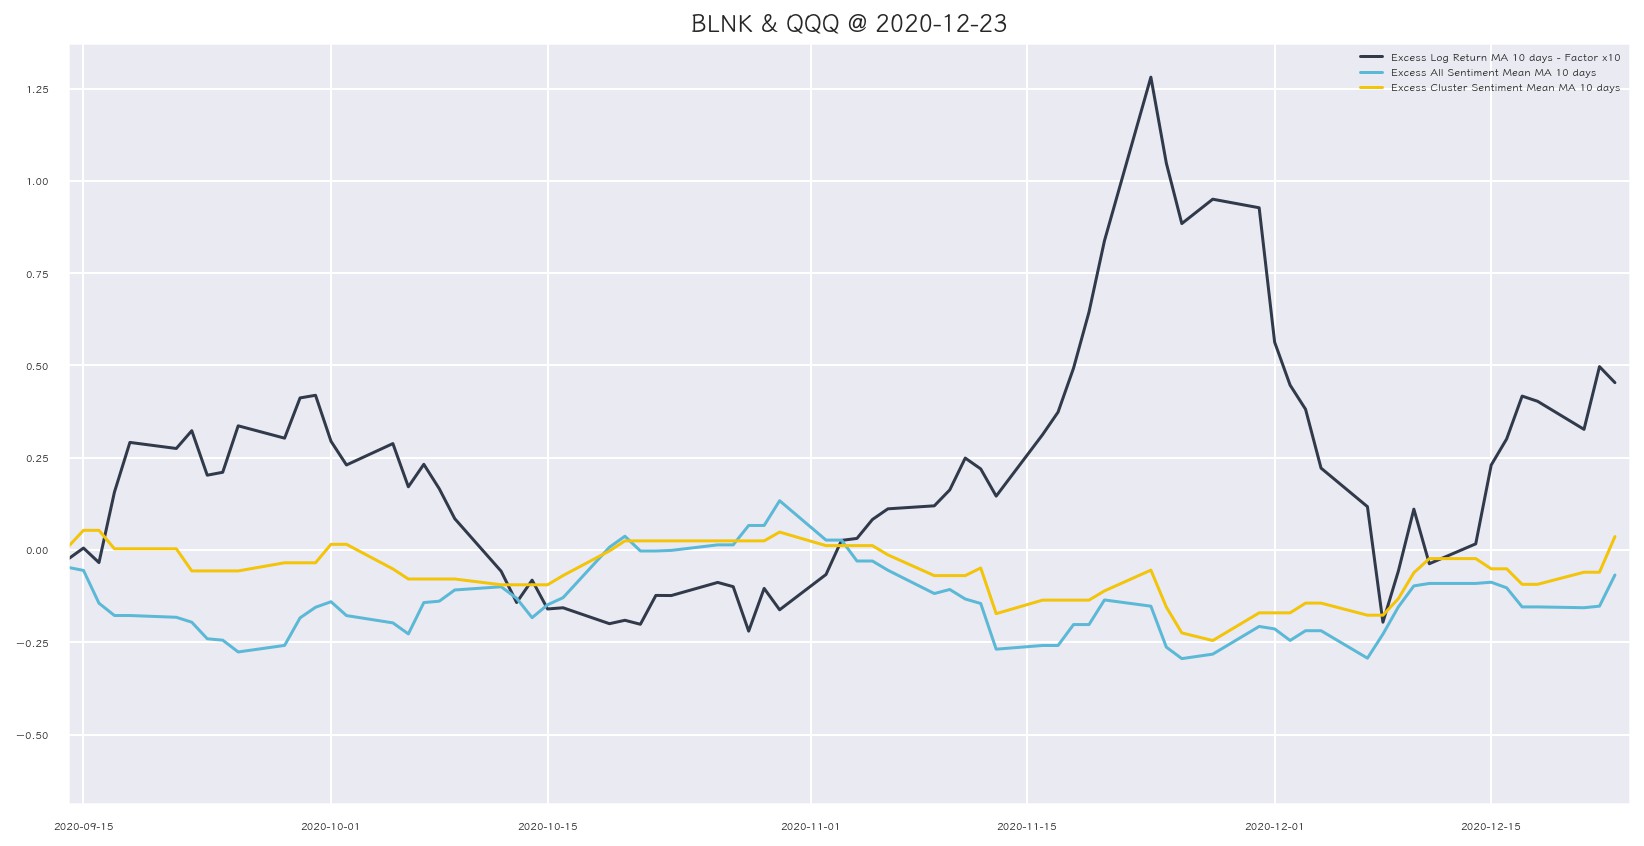 BLNK & QQQ @ 2020-12-23
Excess Log Return MA 10 days - Factor x10
Excess All Sentiment Mean MA 10 days
Excess Cluster Sentiment Mean MA 10 days
1.25
1.00
0.75
0.50
0.25
0.00
−0.25
−0.50
2020-09-15 2020-10-01 2020-10-15 2020-11-01 2020-11-15 2020-12-01 2020-12-15